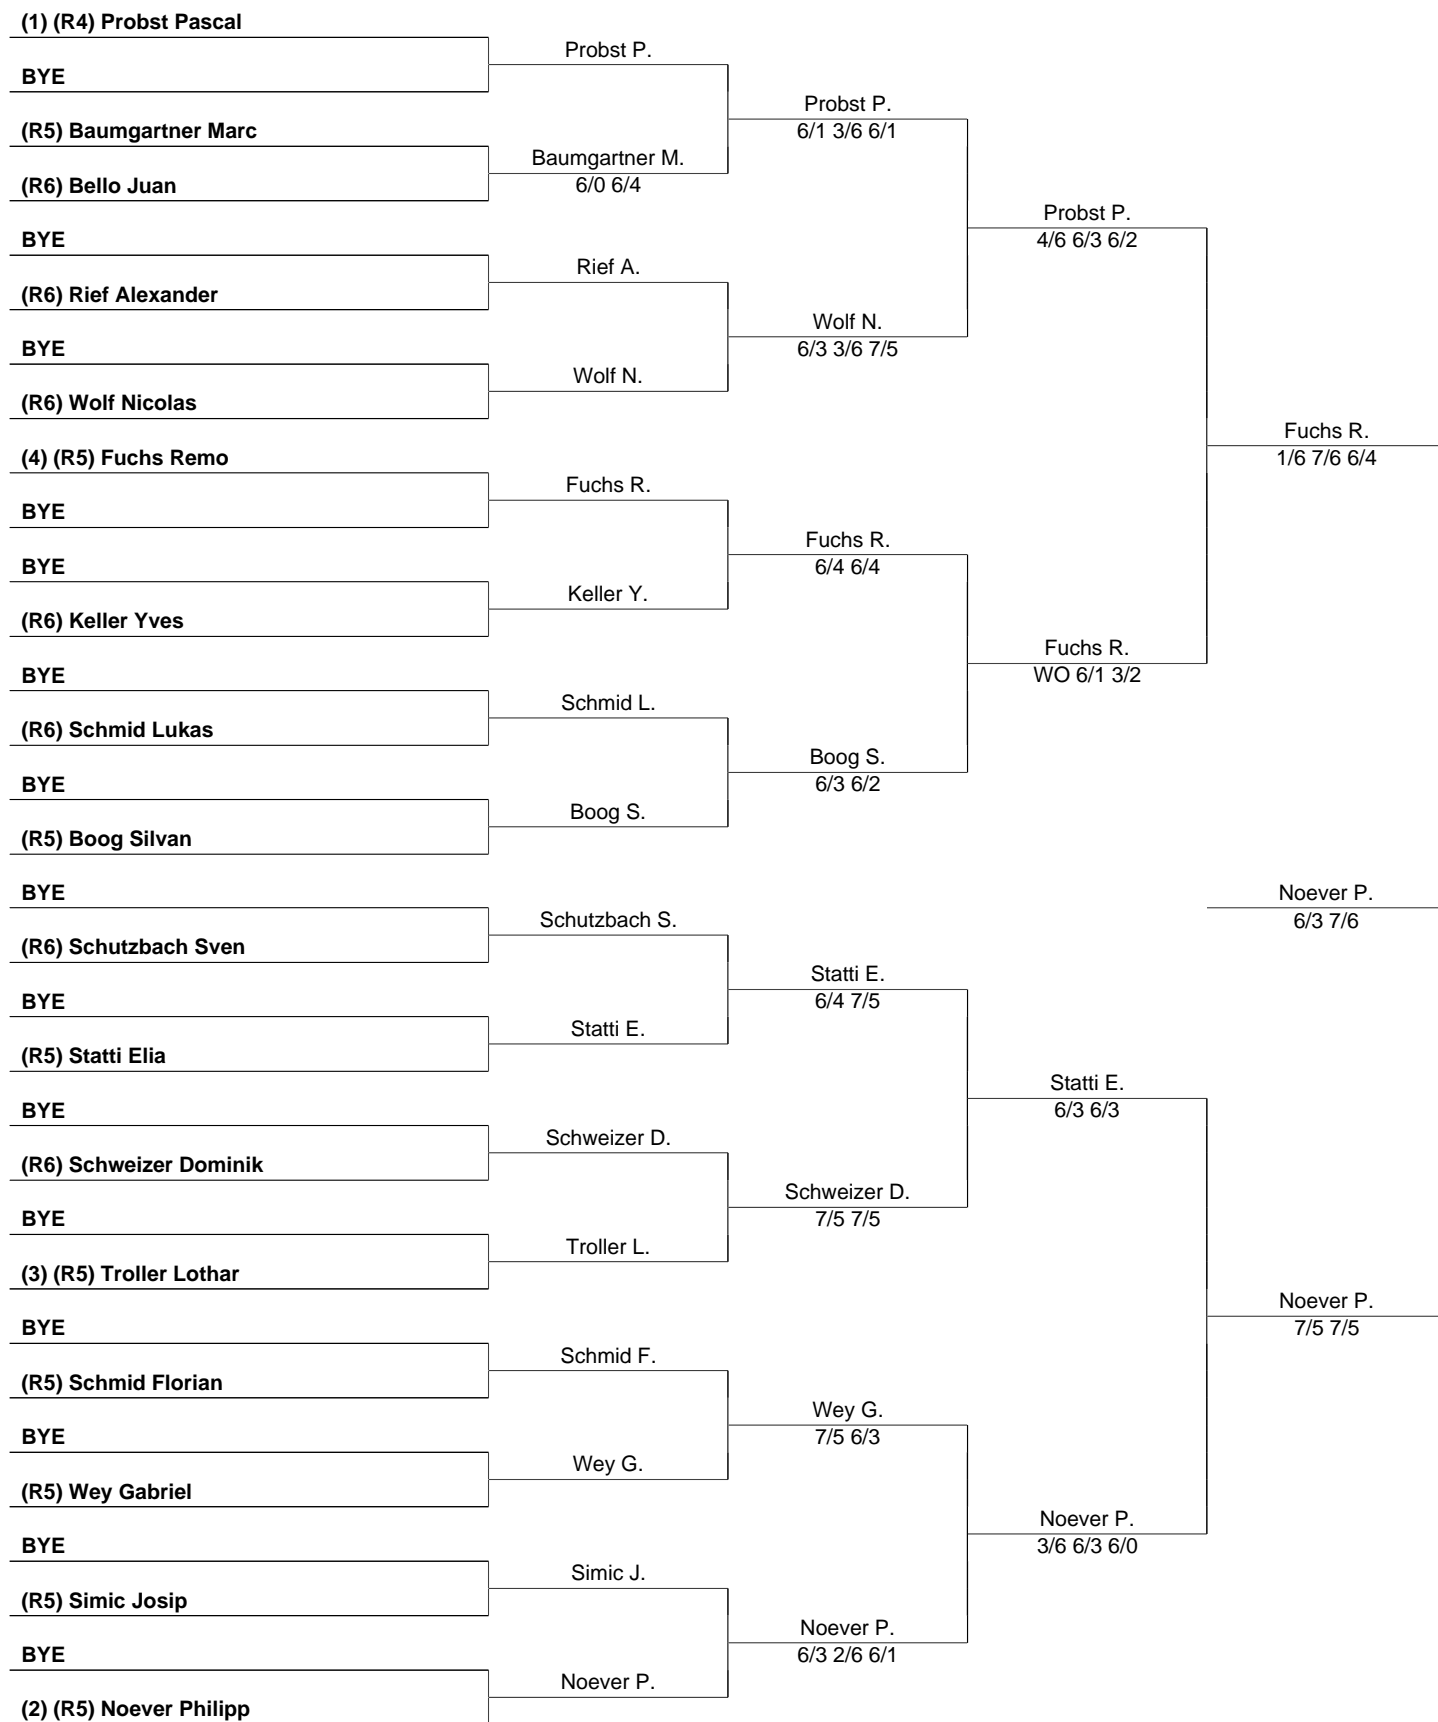 (1) (R4) Probst Pascal
BYE
(R5) Baumgartner Marc
(R6) Bello Juan
BYE
(R6) Rief Alexander
BYE
(R6) Wolf Nicolas
(4) (R5) Fuchs Remo
BYE
BYE
(R6) Keller Yves
BYE
(R6) Schmid Lukas
BYE
(R5) Boog Silvan
BYE
(R6) Schutzbach Sven
BYE
(R5) Statti Elia
BYE
(R6) Schweizer Dominik
BYE
(3) (R5) Troller Lothar
BYE
(R5) Schmid Florian
BYE
(R5) Wey Gabriel
BYE
(R5) Simic Josip
BYE
(2) (R5) Noever Philipp
Probst P.
Baumgartner M.
6/0 6/4
Rief A.
Wolf N.
Fuchs R.
Keller Y.
Schmid L.
Boog S.
Schutzbach S.
Statti E.
Schweizer D.
Troller L.
Schmid F.
Wey G.
Simic J.
Noever P.
Probst P.
6/1 3/6 6/1
Wolf N.
6/3 3/6 7/5
Fuchs R.
6/4 6/4
Boog S.
6/3 6/2
Statti E.
6/4 7/5
Schweizer D.
7/5 7/5
Wey G.
7/5 6/3
Noever P.
6/3 2/6 6/1
Probst P.
4/6 6/3 6/2
Fuchs R.
WO 6/1 3/2
Statti E.
6/3 6/3
Noever P.
3/6 6/3 6/0
Fuchs R.
1/6 7/6 6/4
Noever P.
6/3 7/6
Noever P.
7/5 7/5